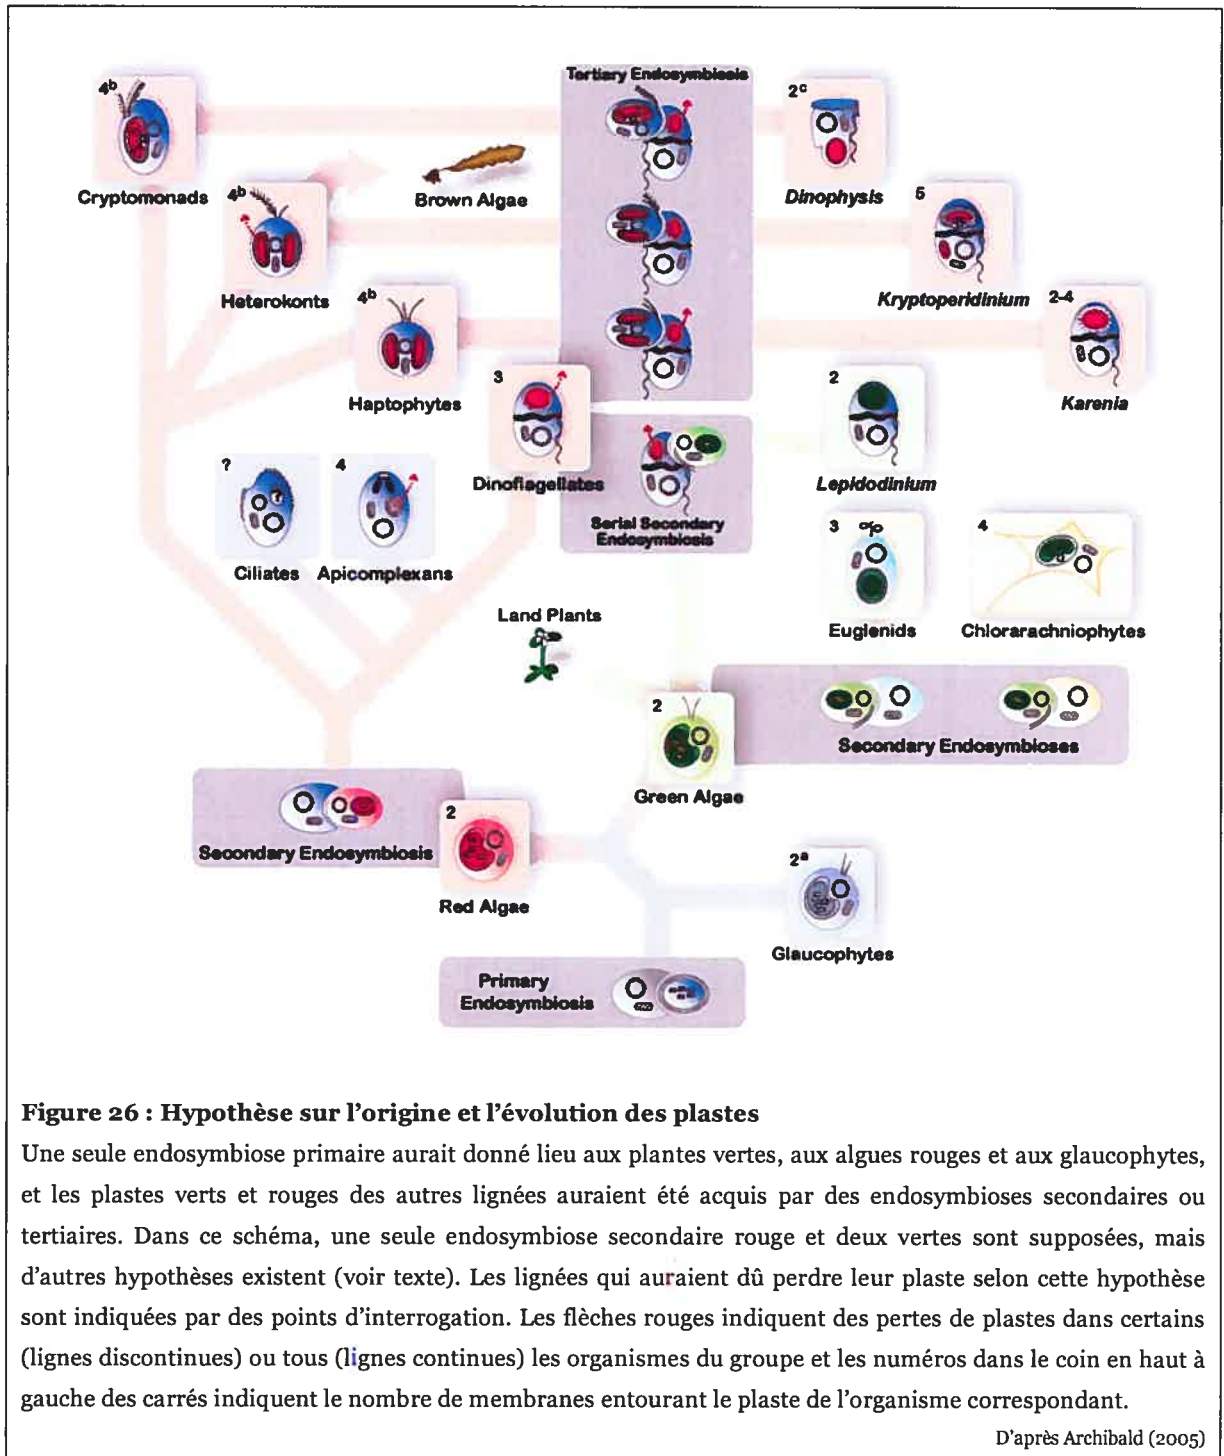 Tertiary Endosymbiosis
4b
2c
Cryptomonads
Brown Algae
Dinophysis
4b
5
Heterokonts
Kryptoperidinium
4b
2-4
Haptophytes
3
2
Karenia
Dinoflagellates
Lepidodinium
?
4
Ciliates
Apicomplexans
Serial Secondary
Endosymbiosis
3
4
Land Plants
Euglenids
Chlorarachniophytes
2
Secondary Endosymbioses
Green Algae
Secondary Endosymbiosis
2
Red Algae
2a
Glaucophytes
Primary
Endosymbiosis
Figure 26 : Hypothèse sur l'origine et l'évolution des plastes
Une seule endosymbiose primaire aurait donné lieu aux plantes vertes, aux algues rouges et aux glaucophytes,
et les plastes verts et rouges des autres lignées auraient été acquis par des endosymbioses secondaires ou
tertiaires. Dans ce schéma, une seule endosymbiose secondaire rouge et deux vertes sont supposées, mais
d'autres hypothèses existent (voir texte). Les lignées qui auraient dû perdre leur plaste selon cette hypothèse
sont indiquées par des points d'interrogation. Les flèches rouges indiquent des pertes de plastes dans certains
(lignes discontinues) ou tous (lignes continues) les organismes du groupe et les numéros dans le coin en haut à
gauche des carrés indiquent le nombre de membranes entourant le plaste de l'organisme correspondant.
D'après Archibald (2005)